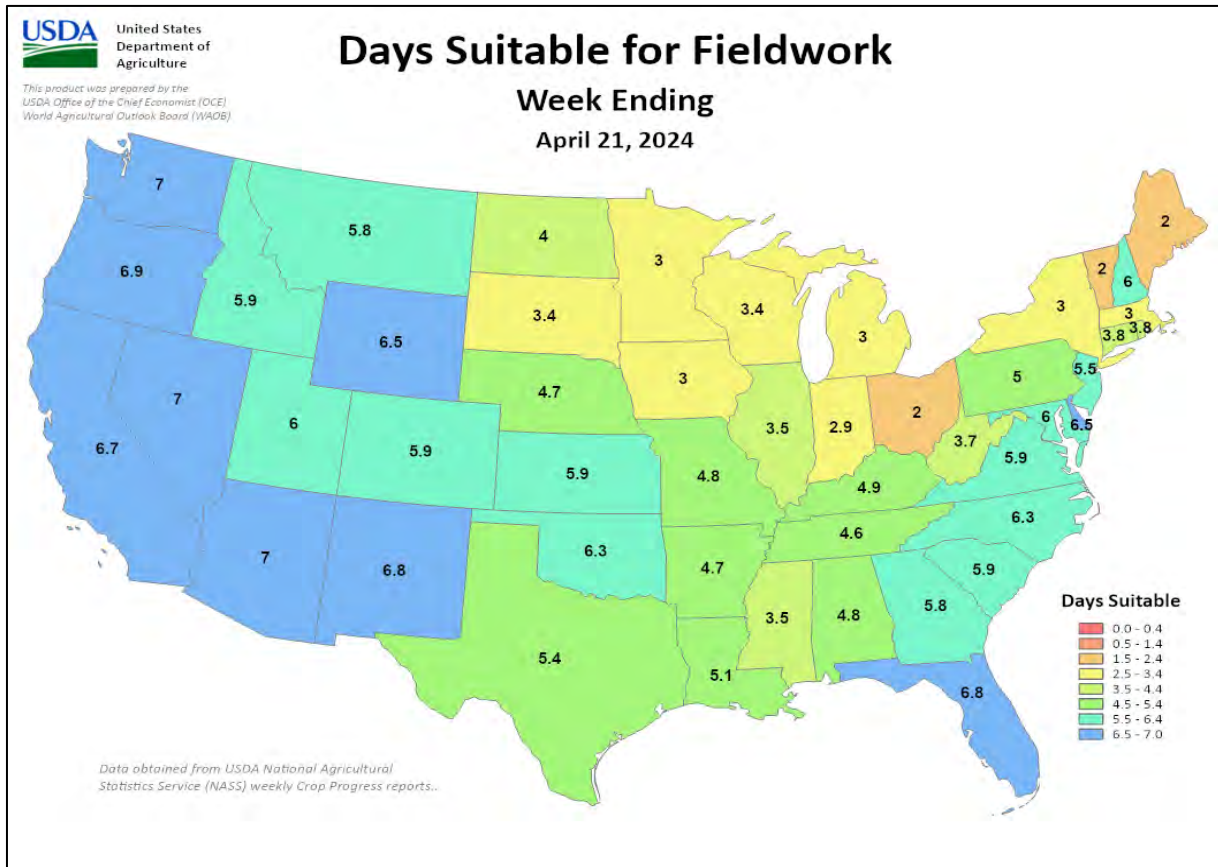 USDA
United States
Department of
Agriculture
This product was prepared by the
USDA Office of the Chief Economist (OCE)
World Agricultural Outlook Board (WAOB)
Days Suitable for Fieldwork
Week Ending
April 21, 2024
7
5.8
4
3
2
6.9
5.9
6.5
3.4
3.4
3
3
2
6
3
3.8
3.8
6.7
7
6
5.9
4.7
3
3.5
2.9
2
5
5.5
6
6.5
3.7
5.9
5.9
4.8
4.9
7
6.8
6.3
4.7
4.6
6.3
5.9
5.4
5.1
3.5
4.8
5.8
6.8
Days Suitable
0.0 - 0.4
0.5 - 1.4
1.5 - 2.4
2.5 - 3.4
3.5 - 4.4
4.5 - 5.4
5.5 - 6.4
6.5 - 7.0
Data obtained from USDA National Agricultural
Statistics Service (NASS) weekly Crop Progress reports..